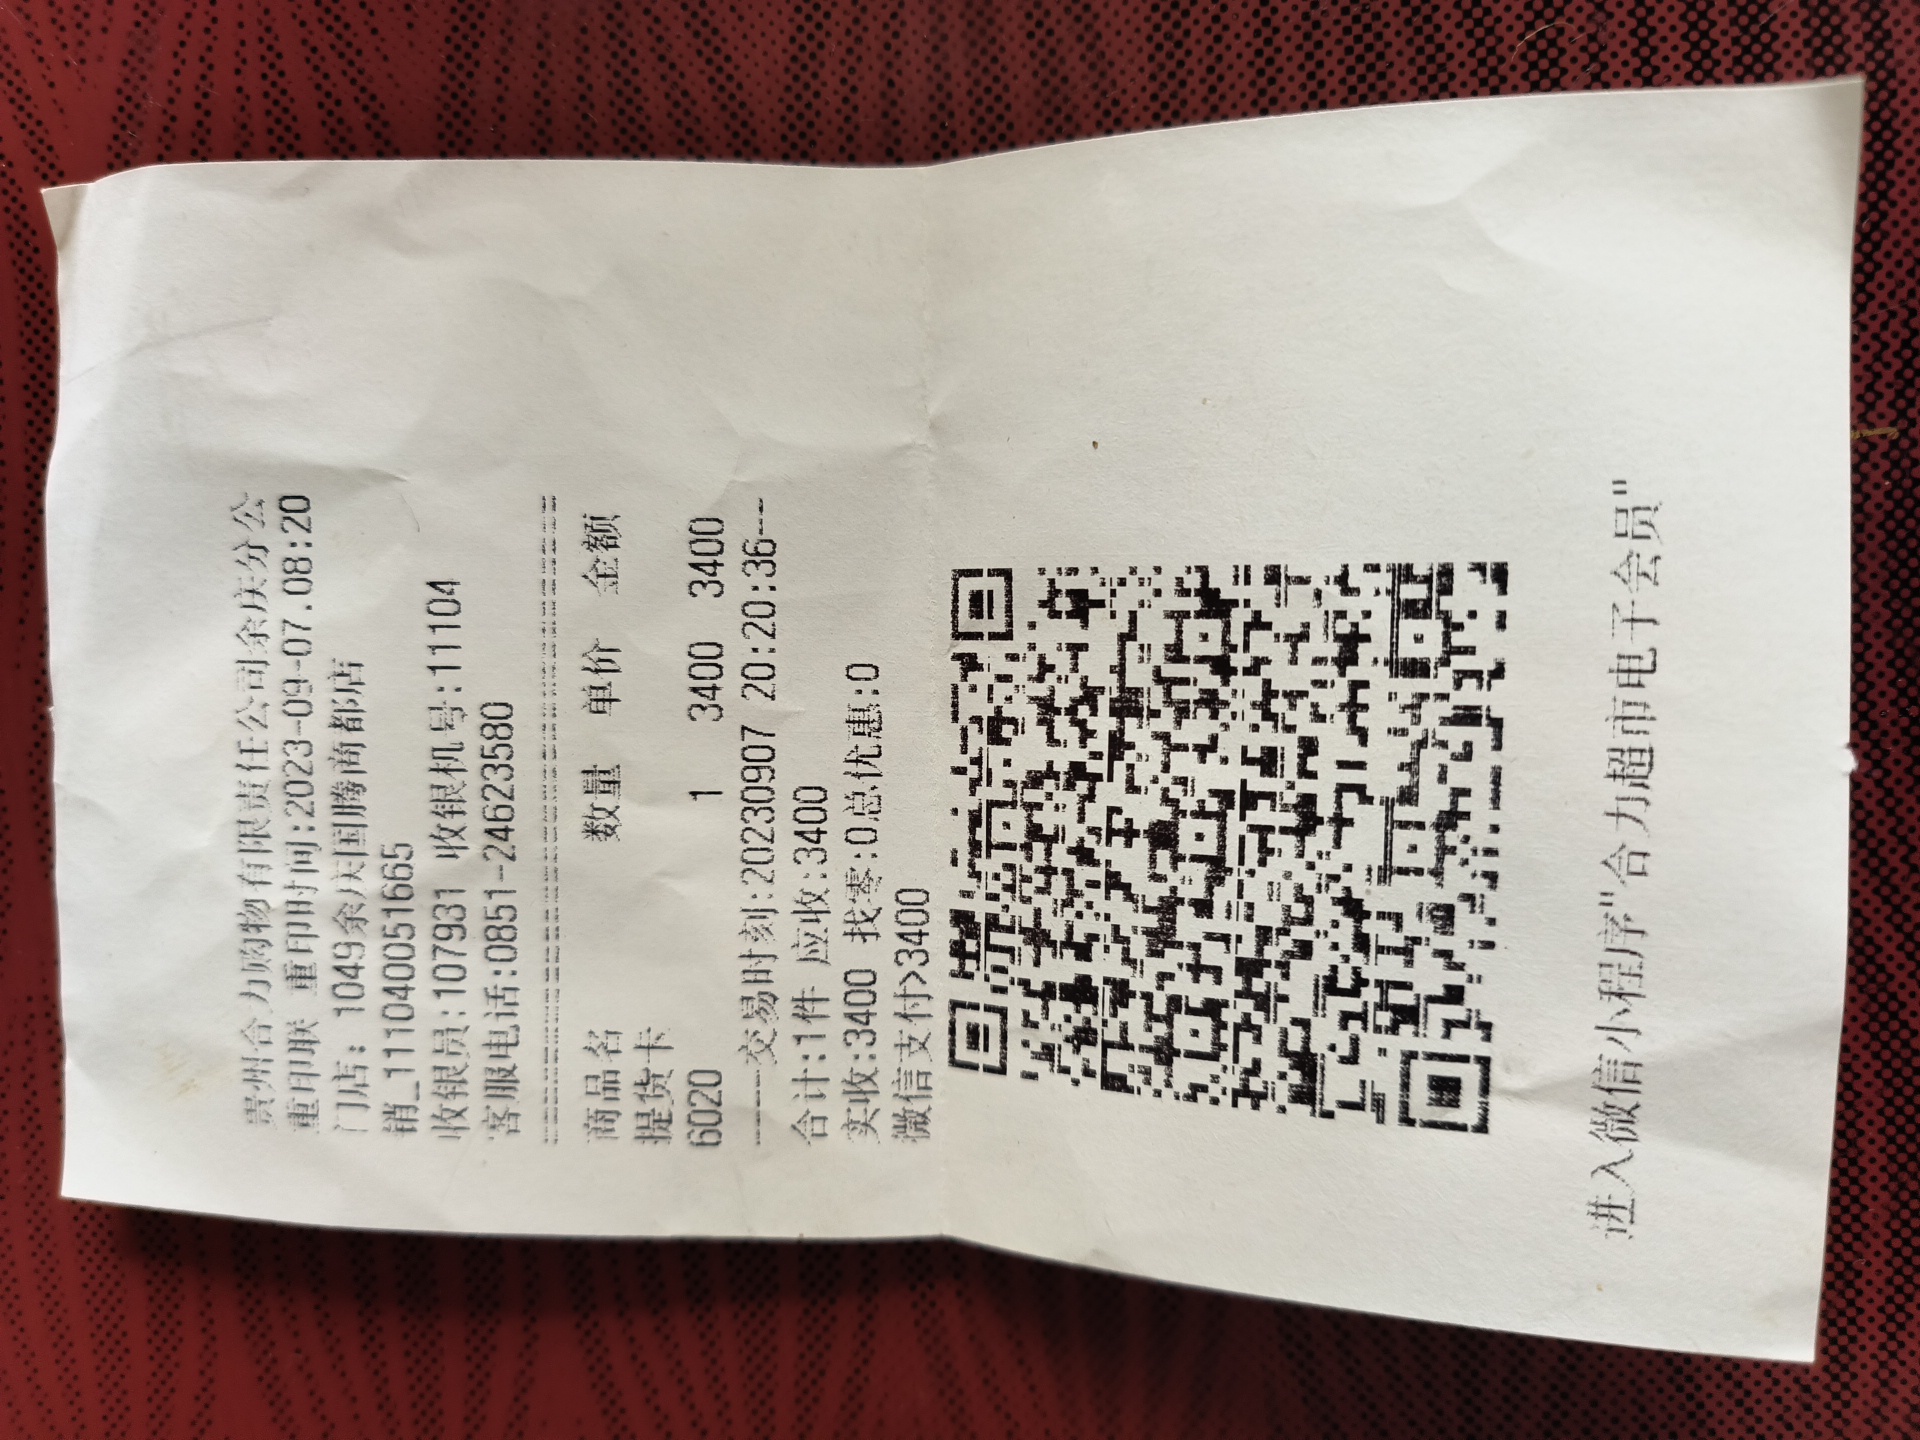 贵州合力购物有限责任公司余庆分公
重印联 重印时间:2023-09-07.08:20
门店: 1049余庆国腾商都店
销_111040051665
收银员:107931 收银机号:11104
客服电话:0851-24623580
================================
商品名 数量 单价 金额
提货卡
6020 1 3400 3400
----交易时刻:20230907 20:20:36--
合计:1件 应收:3400
实收:3400 找零:0总优惠:0
微信支付>3400
进入微信小程序"合力超市电子会员"